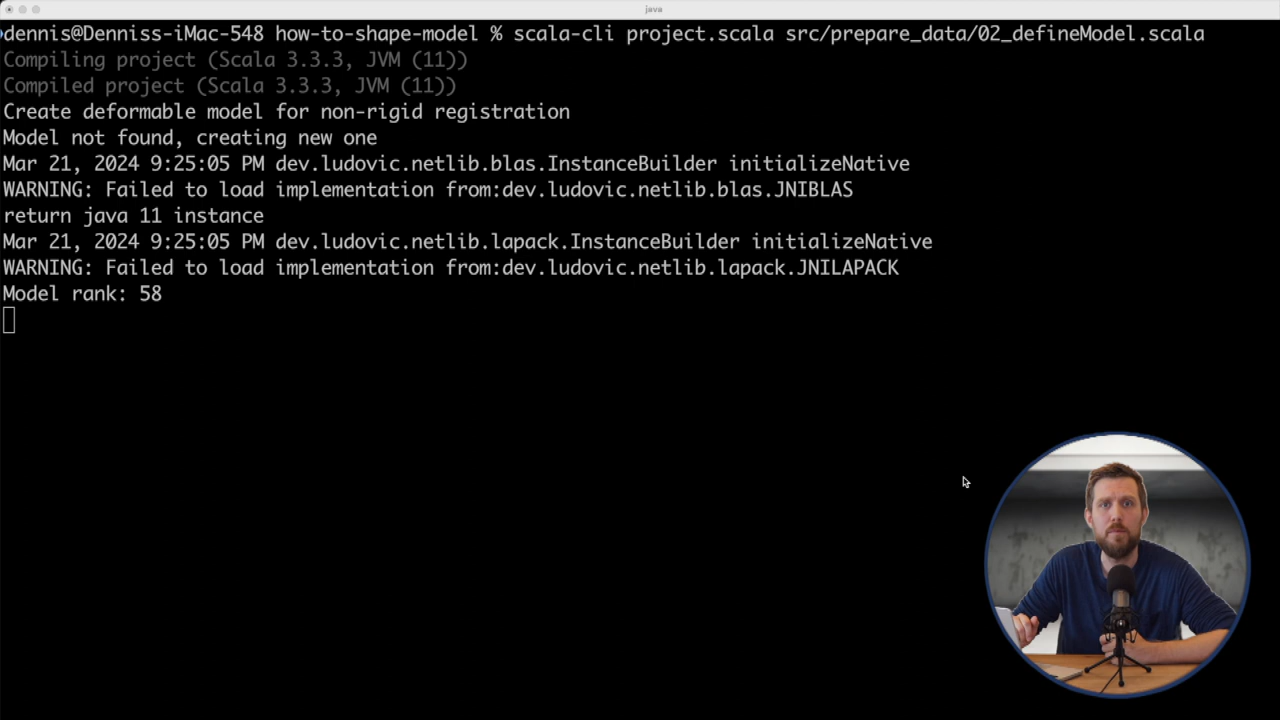 java
dennis@Denniss-iMac-548 how-to-shape-model % scala-cli project.scala src/prepare_data/02_defineModel.scala
Compiling project (Scala 3.3.3, JVM (11))
Compiled project (Scala 3.3.3, JVM (11))
Create deformable model for non-rigid registration
Model not found, creating new one
Mar 21, 2024 9:25:05 PM dev.ludovic.netlib.blas.InstanceBuilder initializeNative
WARNING: Failed to load implementation from:dev.ludovic.netlib.blas.JNIBLAS
return java 11 instance
Mar 21, 2024 9:25:05 PM dev.ludovic.netlib.lapack.InstanceBuilder initializeNative
WARNING: Failed to load implementation from:dev.ludovic.netlib.lapack.JNILAPACK
Model rank: 58